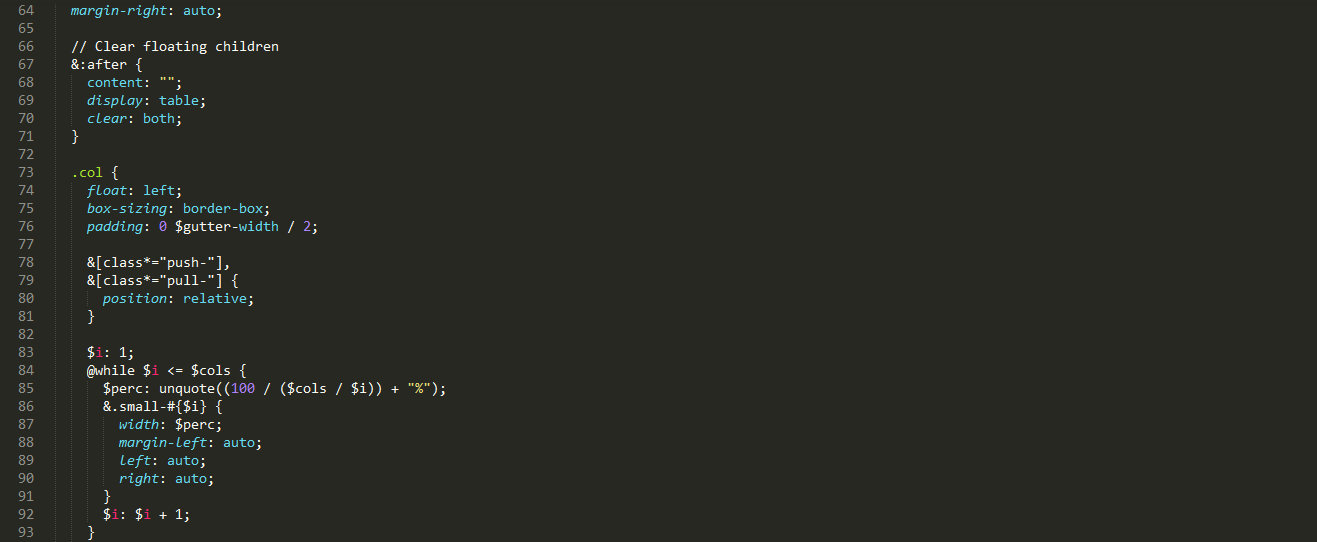 64 margin-right: auto;
65
66 // Clear floating children
67 &:after {
68 content: "";
69 display: table;
70 clear: both;
71 }
72
73 .col {
74 float: left;
75 box-sizing: border-box;
76 padding: 0 $gutter-width / 2;
77
78 &[class*="push-"],
79 &[class*="pull-"] {
80 position: relative;
81 }
82
83 $i: 1;
84 @while $i <= $cols {
85 $perc: unquote((100 / ($cols / $i)) + "%");
86 &.small-#{$i} {
87 width: $perc;
88 margin-left: auto;
89 left: auto;
90 right: auto;
91 }
92 $i: $i + 1;
93 }